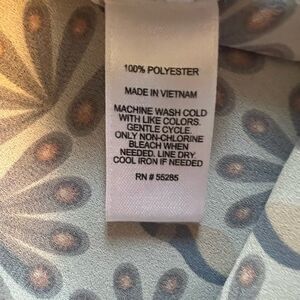 100% POLYESTER
MADE IN VIETNAM
MACHINE WASH COLD
WITH LIKE COLORS.
GENTLE CYCLE.
ONLY NON-CHLORINE
BLEACH WHEN
NEEDED. LINE DRY
COOL IRON IF NEEDED
RN # 55285